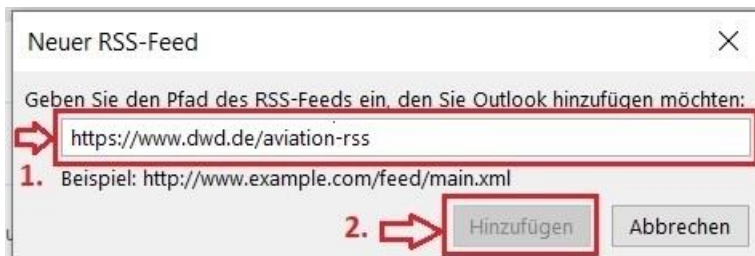 Neuer RSS-Feed
Geben Sie den Pfad des RSS-Feeds ein, den Sie Outlook hinzufügen möchten:
https://www.dwd.de/aviation-rss
1. Beispiel: http://www.example.com/feed/main.xml
2. Hinzufügen Abbrechen